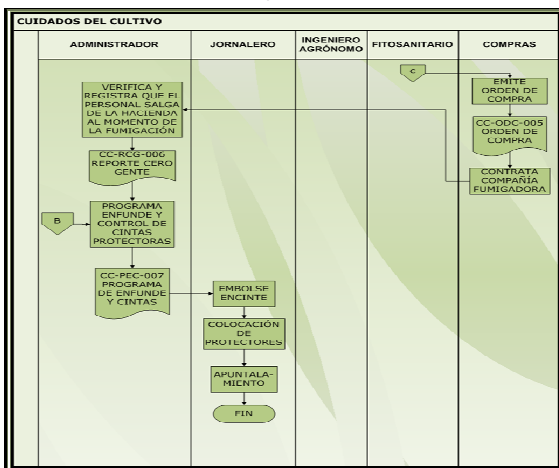 CUIDADOS DEL CULTIVO
ADMINISTRADOR
JORNALERO
INGENIERO
AGRÓNOMO
FITOSANITARIO
COMPRAS
C
EMITE
ORDEN DE
COMPRA
CC-ODC-005
ORDEN DE
COMPRA
CONTRATA
COMPAÑÍA
FUMIGADORA
VERIFICA Y
REGISTRA QUE EL
PERSONAL SALGA
DE LA HACIENDA
AL MOMENTO DE
LA FUMIGACIÓN
CC-RCG-006
REPORTE CERO
GENTE
B
PROGRAMA
ENFUNDE Y
CONTROL DE
CINTAS
PROTECTORAS
CC-PEC-007
PROGRAMA
DE ENFUNDE
Y CINTAS
EMBOLSE
ENCINTE
COLOCACIÓN
DE
PROTECTORES
APUNTALA-
MIENTO
FIN